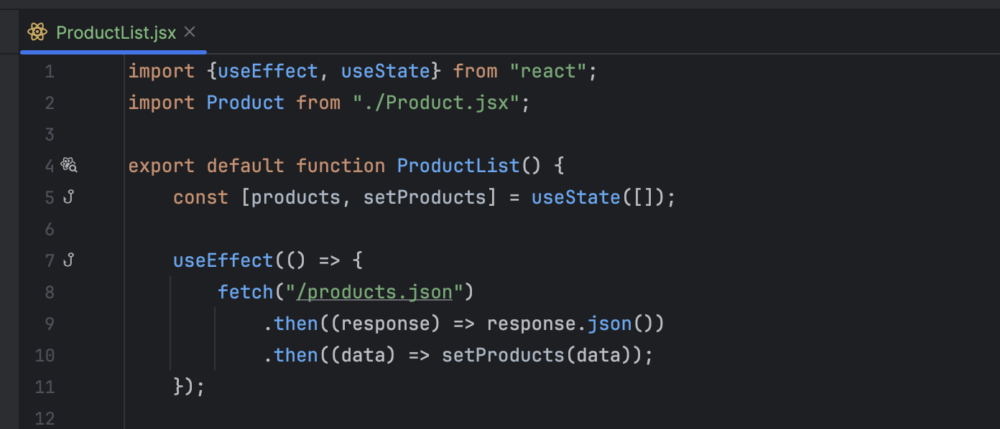 ProductList.jsx
1 import {useEffect, useState} from "react";
2 import Product from "./Product.jsx";
3
4 export default function ProductList() {
5     const [products, setProducts] = useState([]);
6
7     useEffect(() => {
8         fetch("/products.json")
9             .then((response) => response.json())
10             .then((data) => setProducts(data));
11     });
12